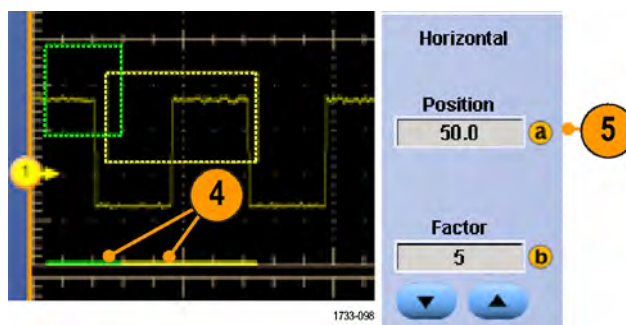 1
4
1733-098
Horizontal
Position
50.0 a
5
Factor
5 b